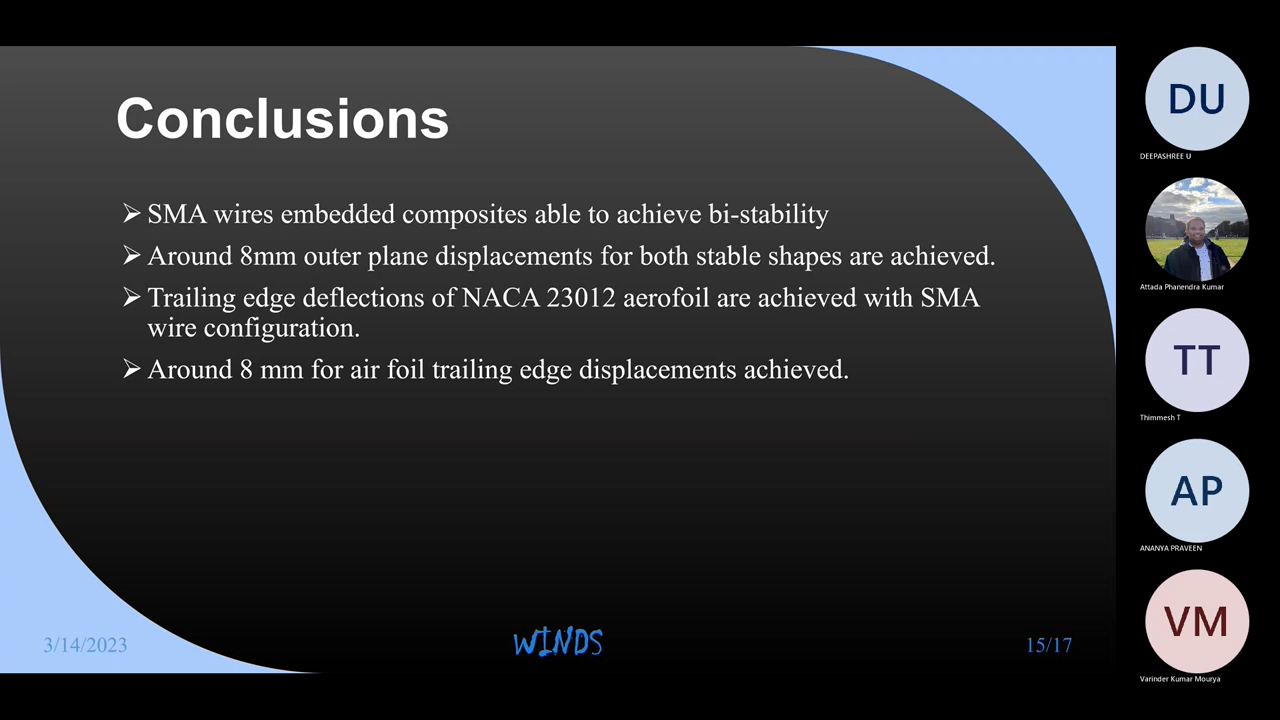 Conclusions
➢ SMA wires embedded composites able to achieve bi-stability
➢ Around 8mm outer plane displacements for both stable shapes are achieved.
➢ Trailing edge deflections of NACA 23012 aerofoil are achieved with SMA
wire configuration.
➢ Around 8 mm for air foil trailing edge displacements achieved.
3/14/2023
WINDS
15/17
DU
DEEPASHREE U
Attada Phanendra Kumar
TT
Thimmesh T
AP
ANANYA PRAVEEN
VM
Varinder Kumar Mourya